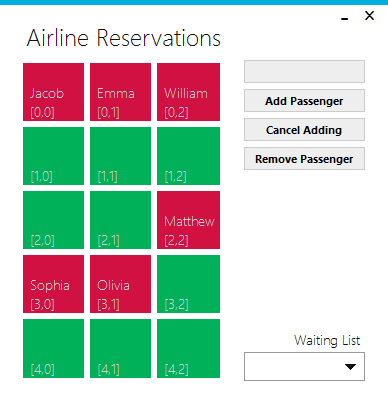 Airline Reservations
Jacob
[0,0]
Emma
[0,1]
William
[0,2]
Add Passenger
Cancel Adding
Remove Passenger
[1,0]
[1,1]
[1,2]
[2,0]
[2,1]
Matthew
[2,2]
Sophia
[3,0]
Olivia
[3,1]
[3,2]
[4,0]
[4,1]
[4,2]
Waiting List